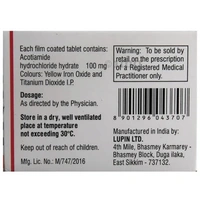 Each film coated tablet contains:
Acotiamide
hydrochloride hydrate 100 mg
Colours: Yellow Iron Oxide and
Titanium Dioxide I.P.
Dosage:
As directed by the Physician.
Store in a dry, well ventilated
place at temperature
not exceeding 30°C.
Keep out of reach of children.
Mfg. Lic. No.: M/747/2016
Warning: To be sold by
retail on the prescription
of a Registered Medical
Practitioner only.
8 901296 043707
Manufactured in India by:
LUPIN LTD.
4th Mile, Bhasmey Karmarey -
Bhasmey Block, Duga Ilaka,
East Sikkim - 737132.